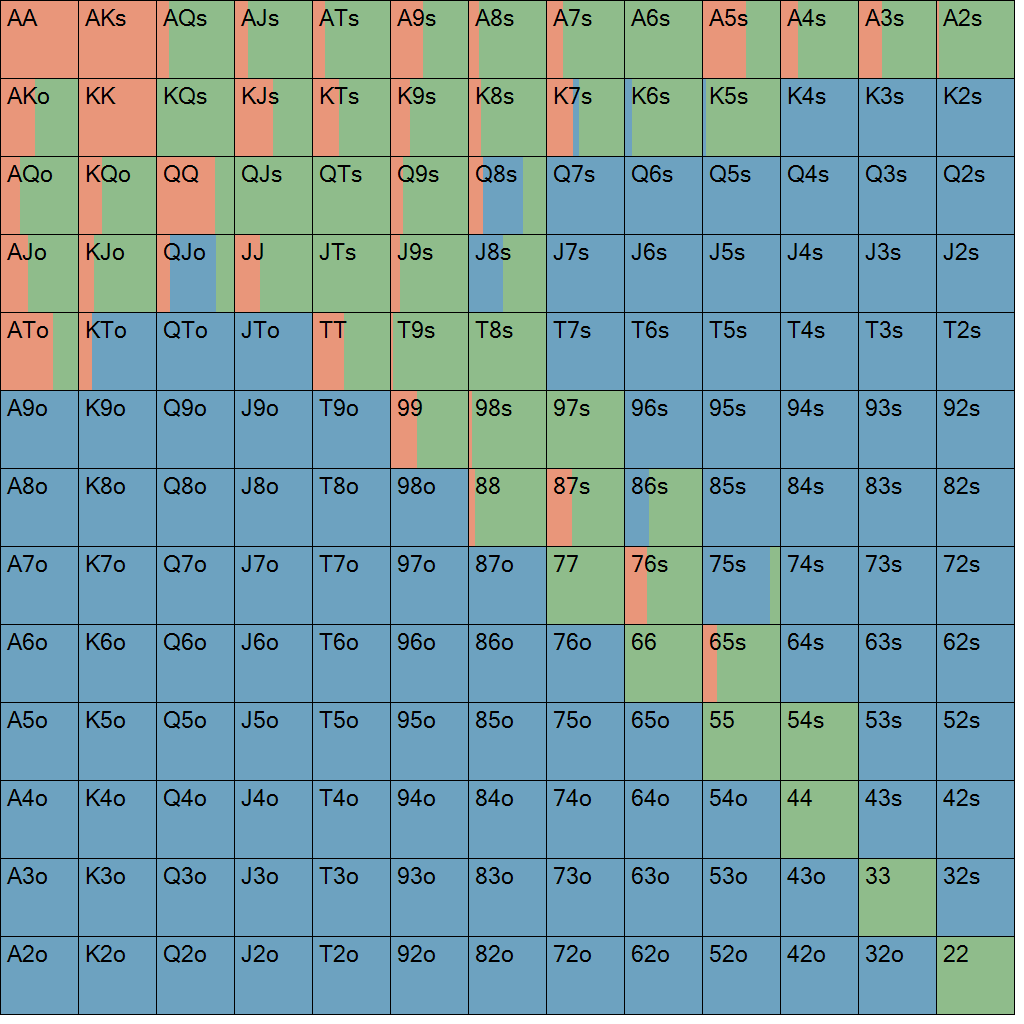 AA AKs AQs AJs ATs A9s A8s A7s A6s A5s A4s A3s A2s
AKo KK KQs KJs KTs K9s K8s K7s K6s K5s K4s K3s K2s
AQo KQo QQ QJs QTs Q9s Q8s Q7s Q6s Q5s Q4s Q3s Q2s
AJo KJo QJo JJ JTs J9s J8s J7s J6s J5s J4s J3s J2s
ATo KTo QTo JTo TT T9s T8s T7s T6s T5s T4s T3s T2s
A9o K9o Q9o J9o T9o 99 98s 97s 96s 95s 94s 93s 92s
A8o K8o Q8o J8o T8o 98o 88 87s 86s 85s 84s 83s 82s
A7o K7o Q7o J7o T7o 97o 87o 77 76s 75s 74s 73s 72s
A6o K6o Q6o J6o T6o 96o 86o 76o 66 65s 64s 63s 62s
A5o K5o Q5o J5o T5o 95o 85o 75o 65o 55 54s 53s 52s
A4o K4o Q4o J4o T4o 94o 84o 74o 64o 54o 44 43s 42s
A3o K3o Q3o J3o T3o 93o 83o 73o 63o 53o 43o 33 32s
A2o K2o Q2o J2o T2o 92o 82o 72o 62o 52o 42o 32o 22